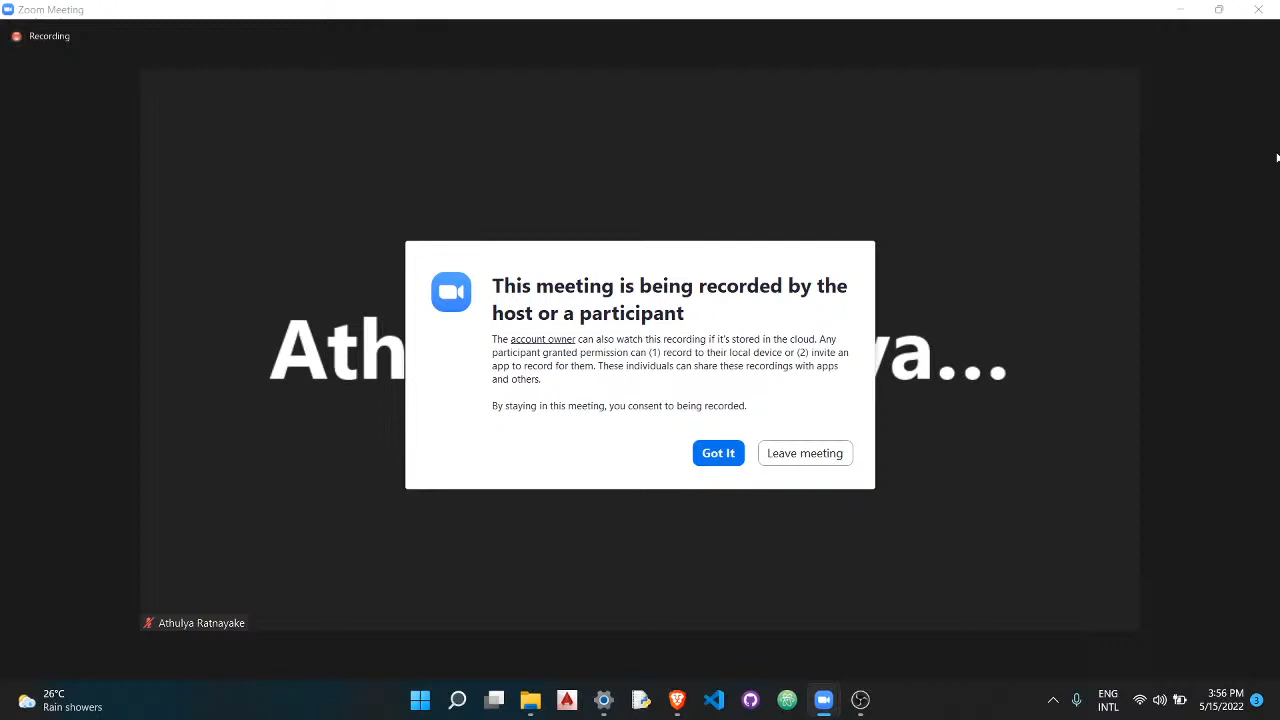 Zoom Meeting
Recording
Ath
ya...
This meeting is being recorded by the
host or a participant
The account owner can also watch this recording if it's stored in the cloud. Any
participant granted permission can (1) record to their local device or (2) invite an
app to record for them. These individuals can share these recordings with apps
and others.
By staying in this meeting, you consent to being recorded.
Got It
Leave meeting
Athulya Ratnayake
26°C
Rain showers
ENG
INTL
3:56 PM
5/15/2022
3